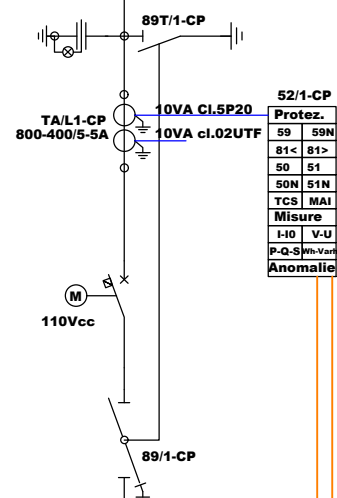 89T/1-CP
52/1-CP
10VA Cl.5P20
TA/L1-CP
800-400/5-5A
10VA cl.02UTF
Protez.
59 59N
81< 81>
50 51
50N 51N
TCS MAI
Misure
I-I0 V-U
P-Q-S Wh-Varh
Anomalie
M
110Vcc
89/1-CP